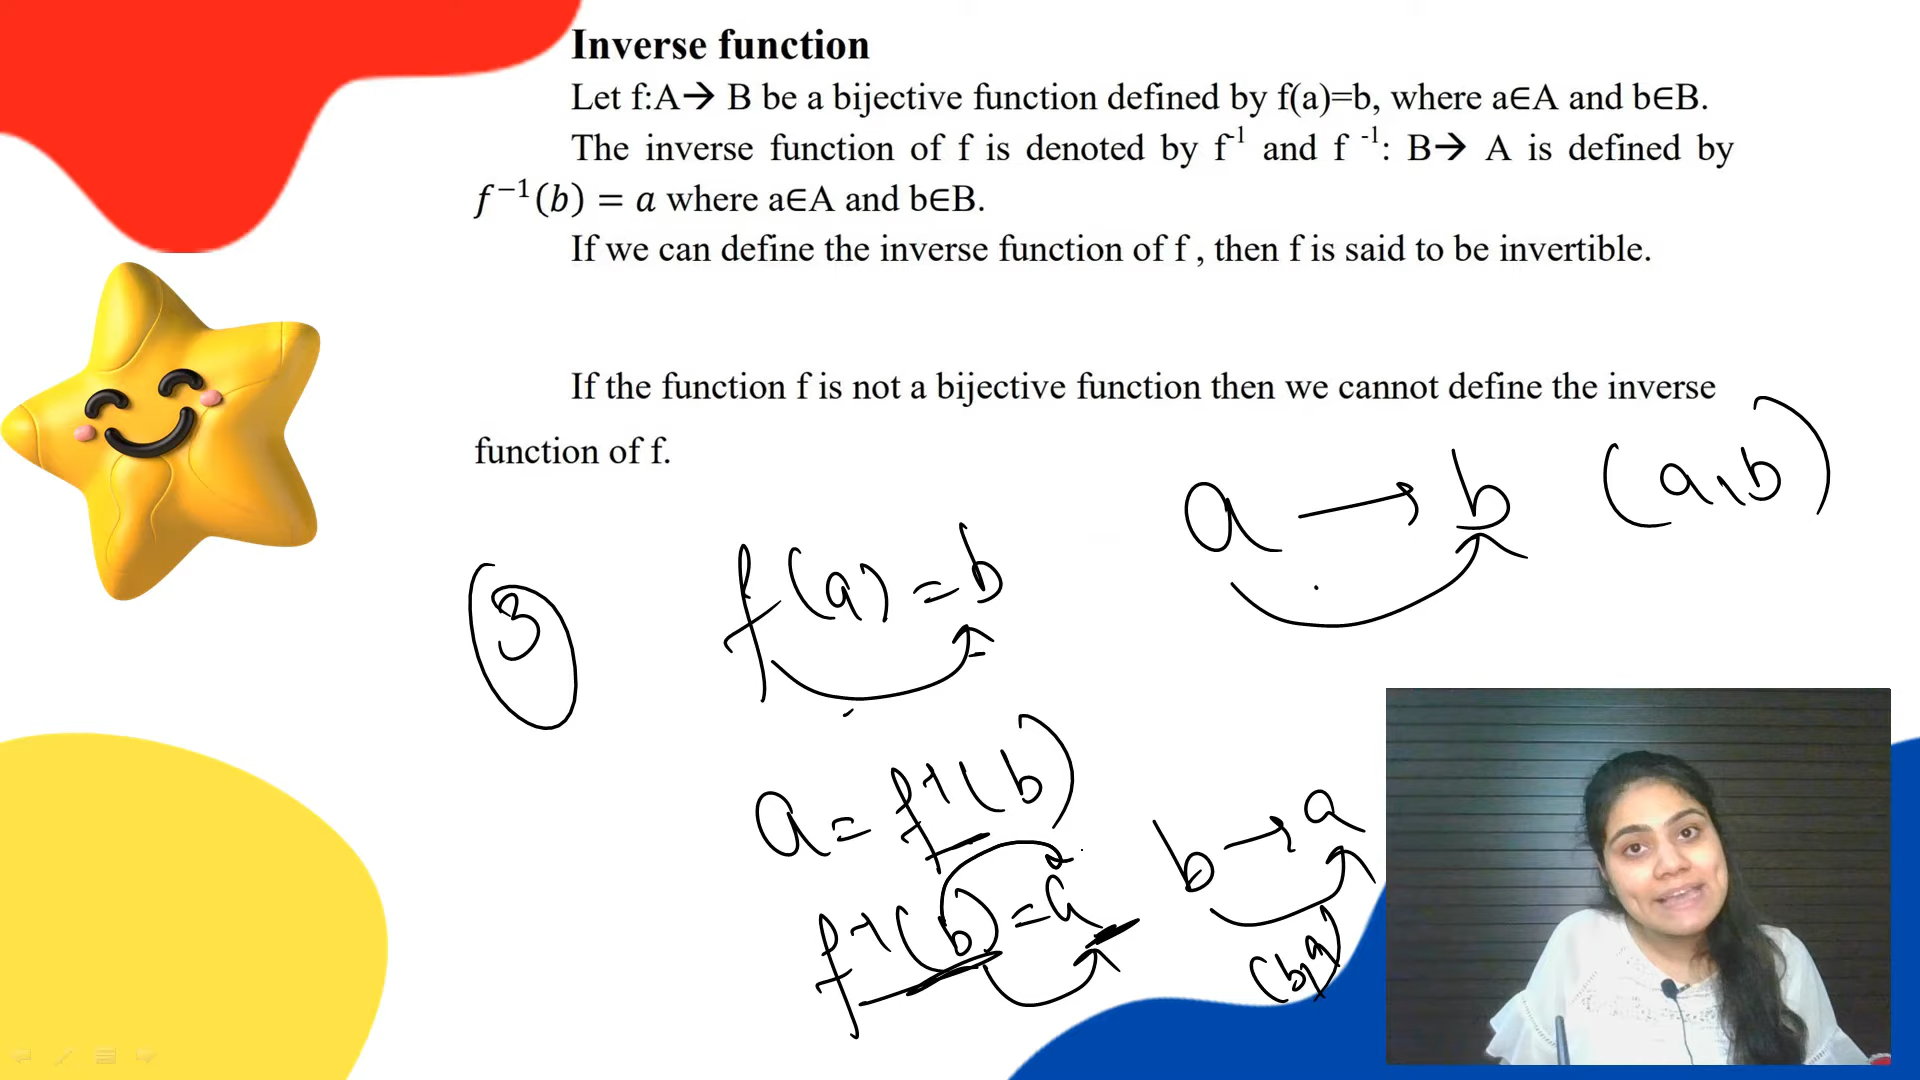 Inverse function
Let f:A→ B be a bijective function defined by f(a)=b, where a∈A and b∈B.
The inverse function of f is denoted by f⁻¹ and f ⁻¹: B→ A is defined by
f⁻¹(b) = a where a∈A and b∈B.
If we can define the inverse function of f , then f is said to be invertible.
If the function f is not a bijective function then we cannot define the inverse
function of f.
a → b (a,b)
3 f(a) = b
a = f⁻¹(b)
b → a
f⁻¹(b) = a
(b,a)